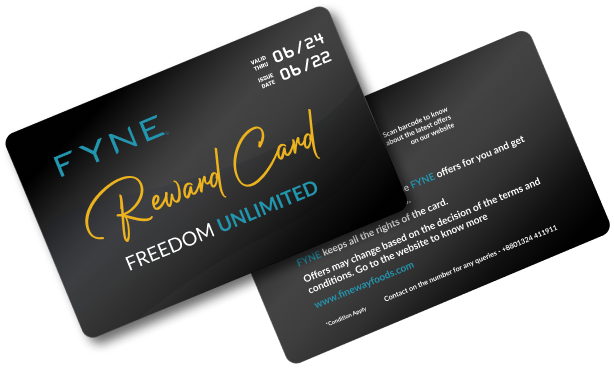 VALID THRU 06/24
ISSUE DATE 06/22
FYNE
Reward Card
FREEDOM UNLIMITED
Scan barcode to know
about the latest offers
on our website
FYNE offers for you and get
FYNE keeps all the rights of the card.
Offers may change based on the decision of the terms and
conditions. Go to the website to know more
www.finewayfoods.com
*Condition Apply
Contact on the number for any queries - +8801324 411911